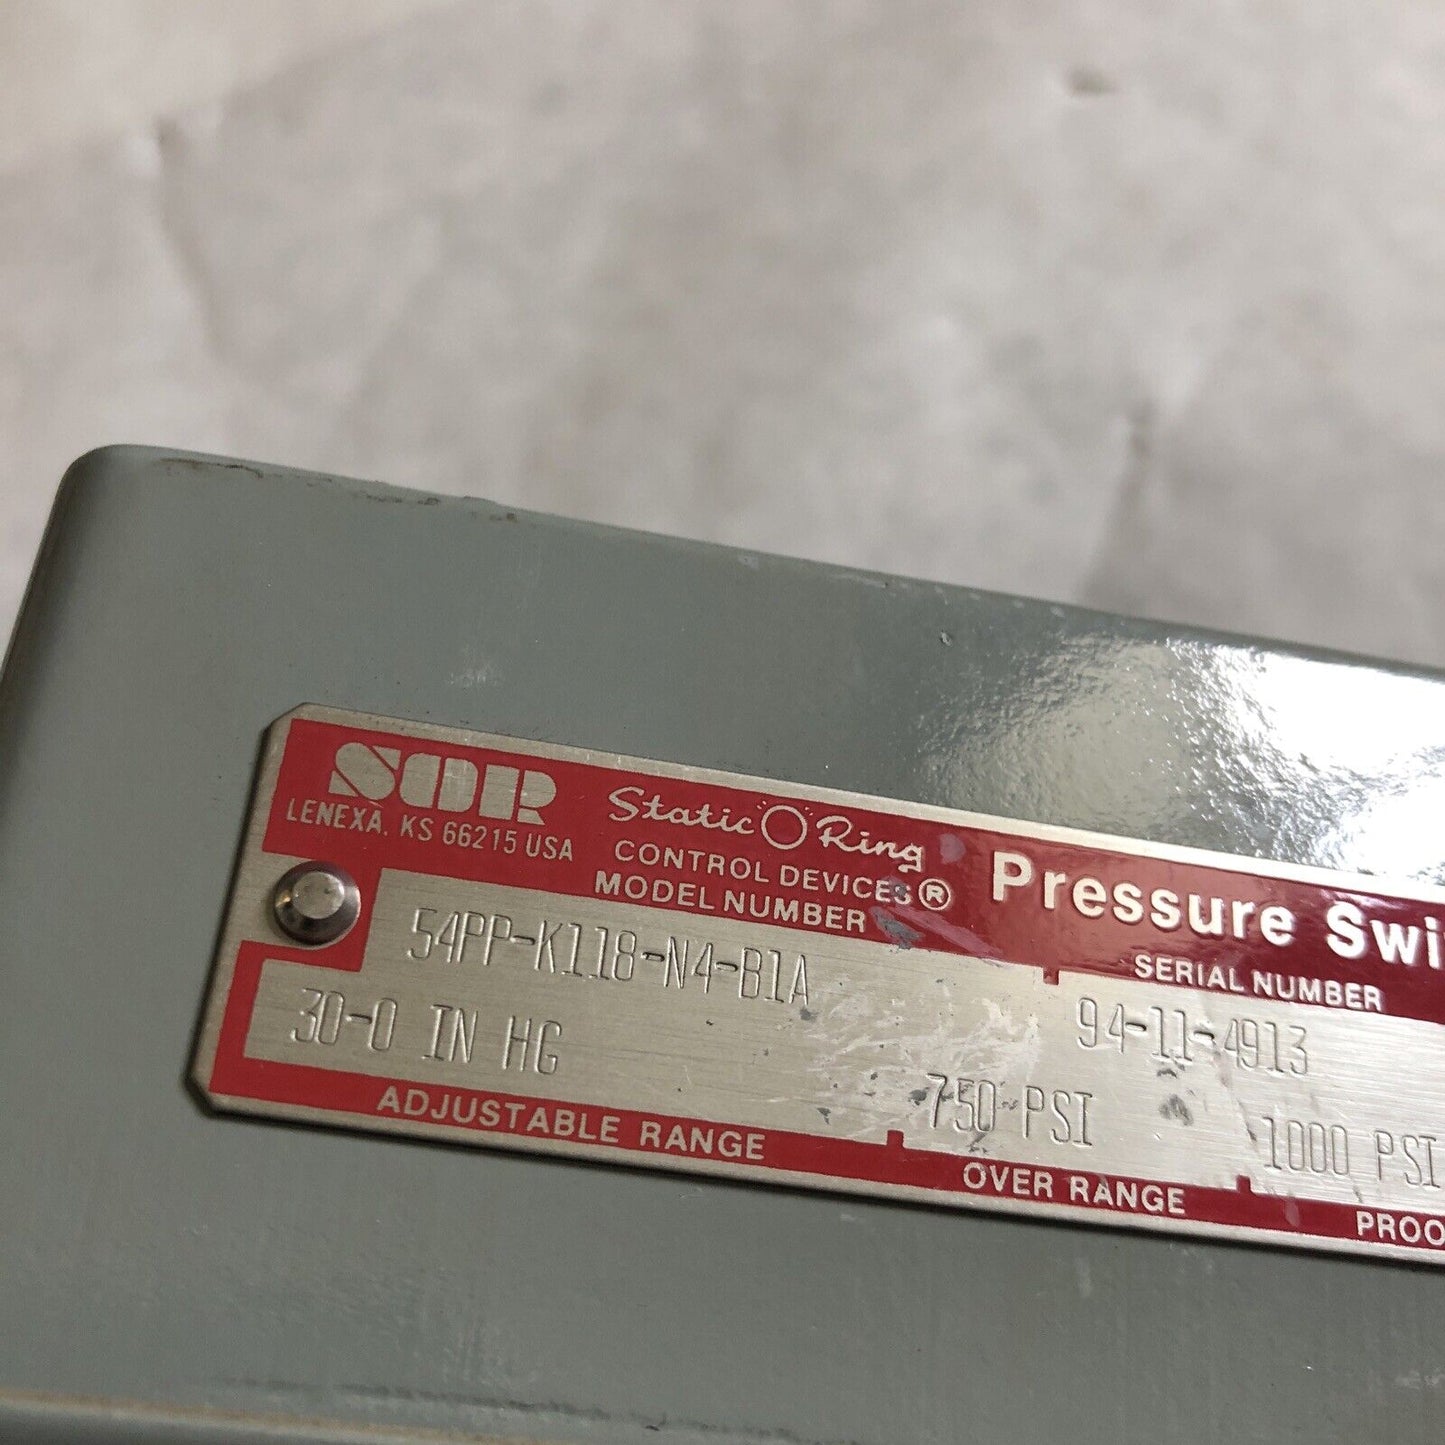 SOR
LENEXA, KS 66215 USA
Static O Ring
CONTROL DEVICES®
Pressure Swi
MODEL NUMBER
SERIAL NUMBER
54PP-K118-N4-B1A
94-11-4913
30-0 IN HG
750 PSI
1000 PSI
ADJUSTABLE RANGE
OVER RANGE
PROO